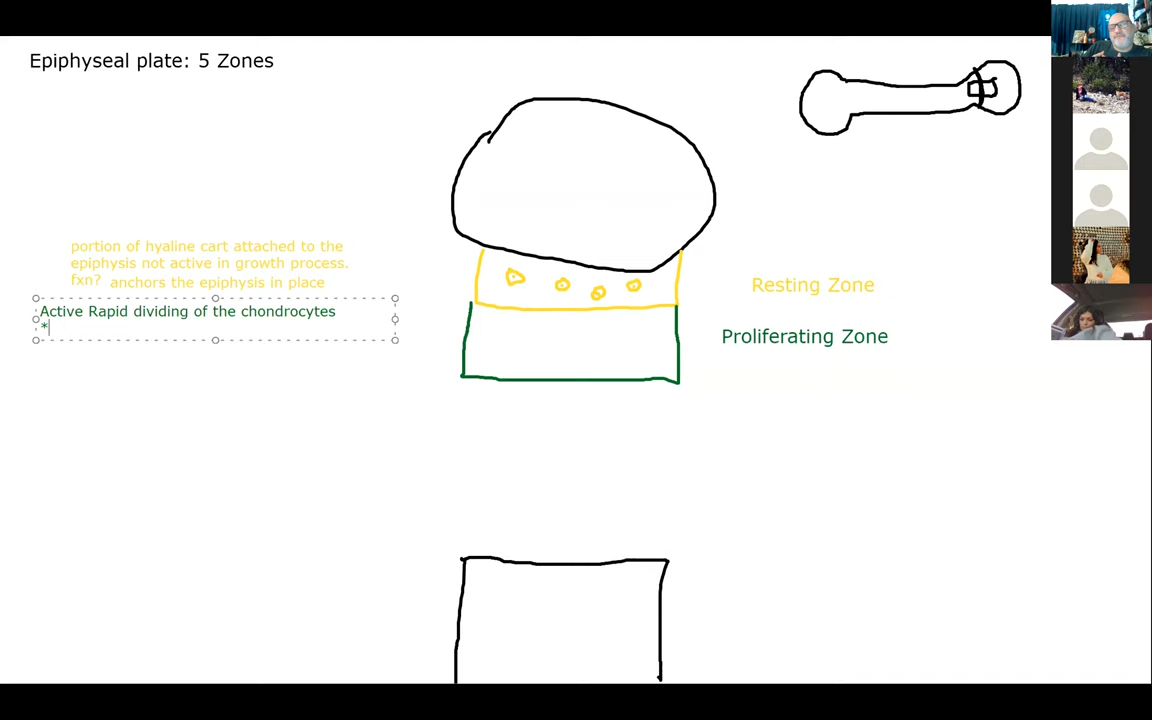 Epiphyseal plate: 5 Zones
portion of hyaline cart attached to the
epiphysis not active in growth process.
fxn? anchors the epiphysis in place
Active Rapid dividing of the chondrocytes
*
Resting Zone
Proliferating Zone